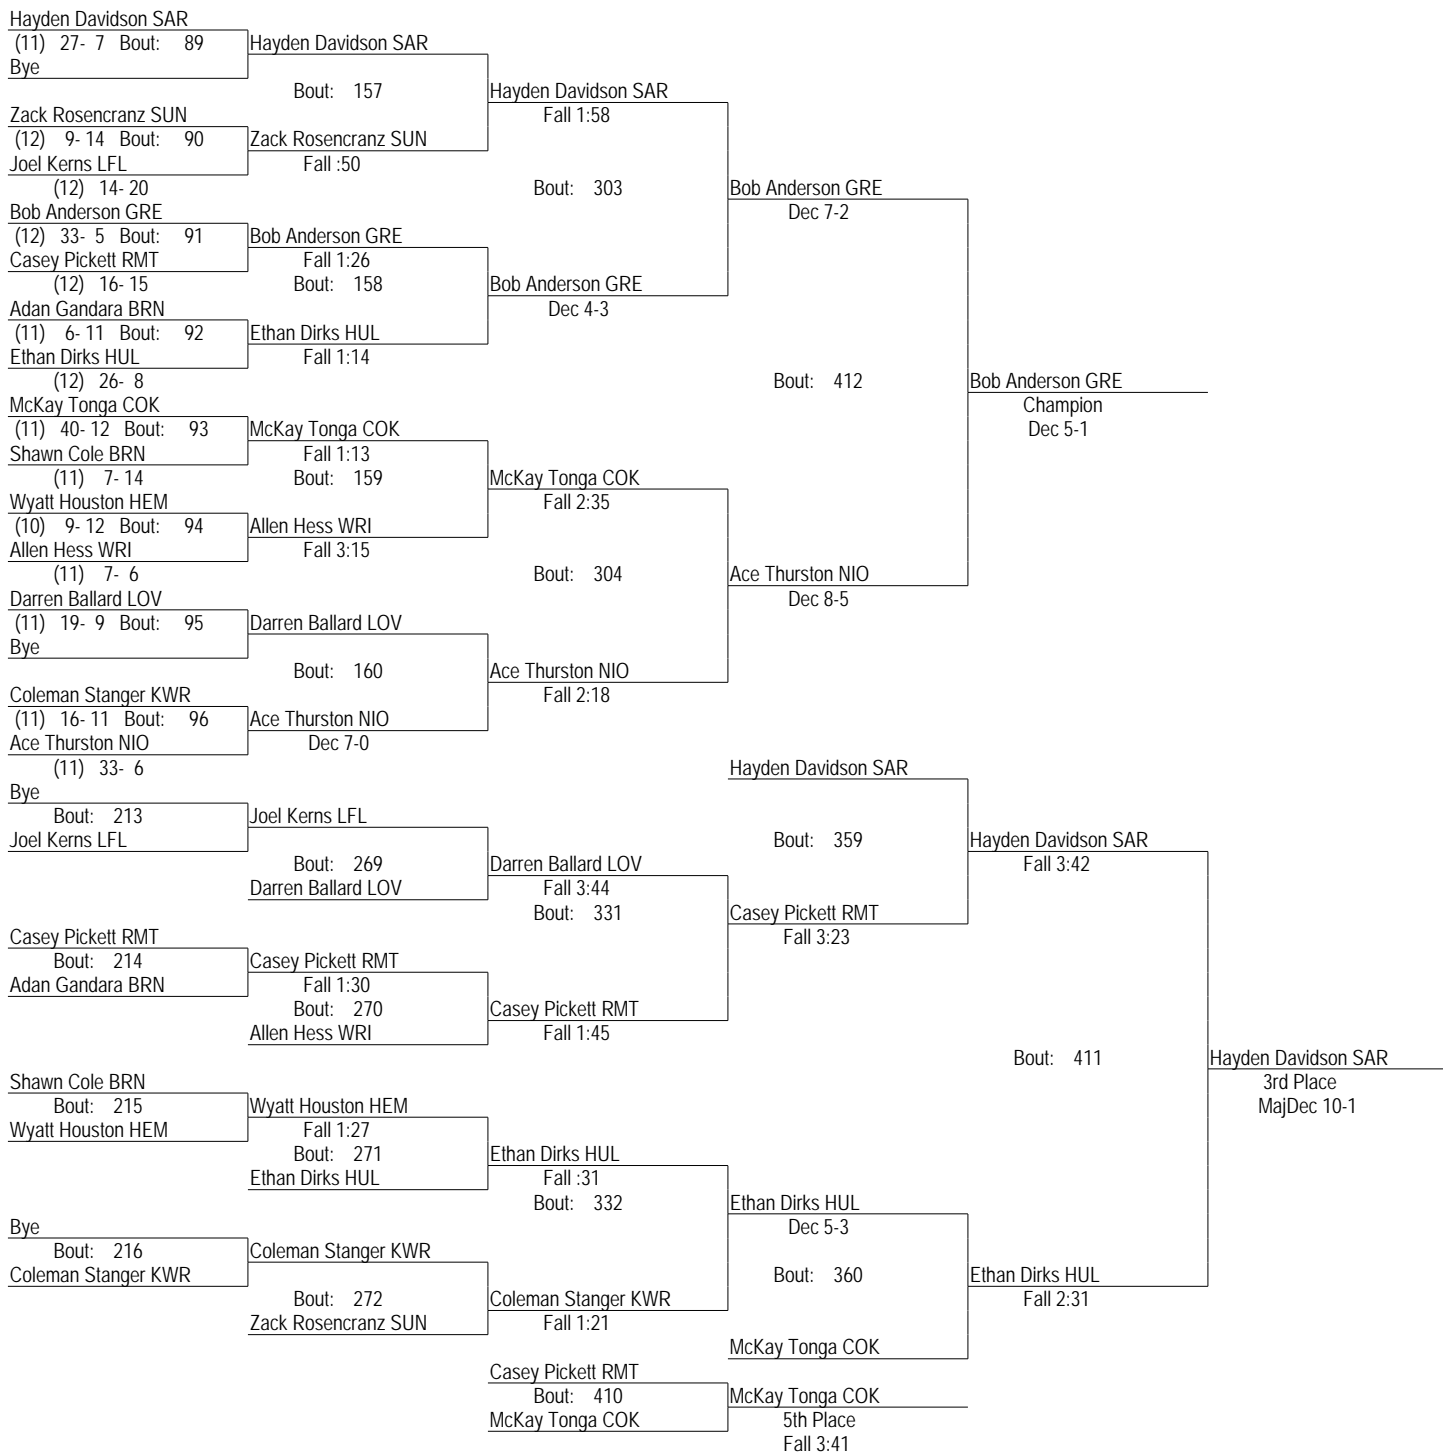 Hayden Davidson SAR
(11) 27- 7 Bout: 89 Hayden Davidson SAR
Bye
Bout: 157 Hayden Davidson SAR
Zack Rosencranz SUN Fall 1:58
(12) 9- 14 Bout: 90 Zack Rosencranz SUN
Joel Kerns LFL Fall :50
(12) 14- 20 Bout: 303 Bob Anderson GRE
Bob Anderson GRE Dec 7-2
(12) 33- 5 Bout: 91 Bob Anderson GRE
Casey Pickett RMT Fall 1:26
(12) 16- 15 Bout: 158 Bob Anderson GRE
Adan Gandara BRN Dec 4-3
(11) 6- 11 Bout: 92 Ethan Dirks HUL
Ethan Dirks HUL Fall 1:14
(12) 26- 8 Bout: 412 Bob Anderson GRE
McKay Tonga COK Champion
(11) 40- 12 Bout: 93 McKay Tonga COK Dec 5-1
Shawn Cole BRN Fall 1:13
(11) 7- 14 Bout: 159 McKay Tonga COK
Wyatt Houston HEM Fall 2:35
(10) 9- 12 Bout: 94 Allen Hess WRI
Allen Hess WRI Fall 3:15
(11) 7- 6 Bout: 304 Ace Thurston NIO
Darren Ballard LOV Dec 8-5
(11) 19- 9 Bout: 95 Darren Ballard LOV
Bye
Bout: 160 Ace Thurston NIO
Coleman Stanger KWR Fall 2:18
(11) 16- 11 Bout: 96 Ace Thurston NIO
Ace Thurston NIO Dec 7-0
(11) 33- 6 Hayden Davidson SAR
Bye
Bout: 213 Joel Kerns LFL
Joel Kerns LFL Bout: 359 Hayden Davidson SAR
Bout: 269 Darren Ballard LOV Fall 3:42
Darren Ballard LOV Fall 3:44
Bout: 331 Casey Pickett RMT
Casey Pickett RMT Fall 3:23
Bout: 214 Casey Pickett RMT
Adan Gandara BRN Fall 1:30
Bout: 270 Casey Pickett RMT
Allen Hess WRI Fall 1:45
Bout: 411 Hayden Davidson SAR
Shawn Cole BRN 3rd Place
Bout: 215 Wyatt Houston HEM MajDec 10-1
Wyatt Houston HEM Fall 1:27
Bout: 271 Ethan Dirks HUL
Ethan Dirks HUL Fall :31
Bout: 332 Ethan Dirks HUL
Bye Dec 5-3
Bout: 216 Coleman Stanger KWR
Coleman Stanger KWR Bout: 360 Ethan Dirks HUL
Bout: 272 Coleman Stanger KWR Fall 2:31
Zack Rosencranz SUN Fall 1:21
McKay Tonga COK
Casey Pickett RMT
Bout: 410 McKay Tonga COK
McKay Tonga COK 5th Place
Fall 3:41